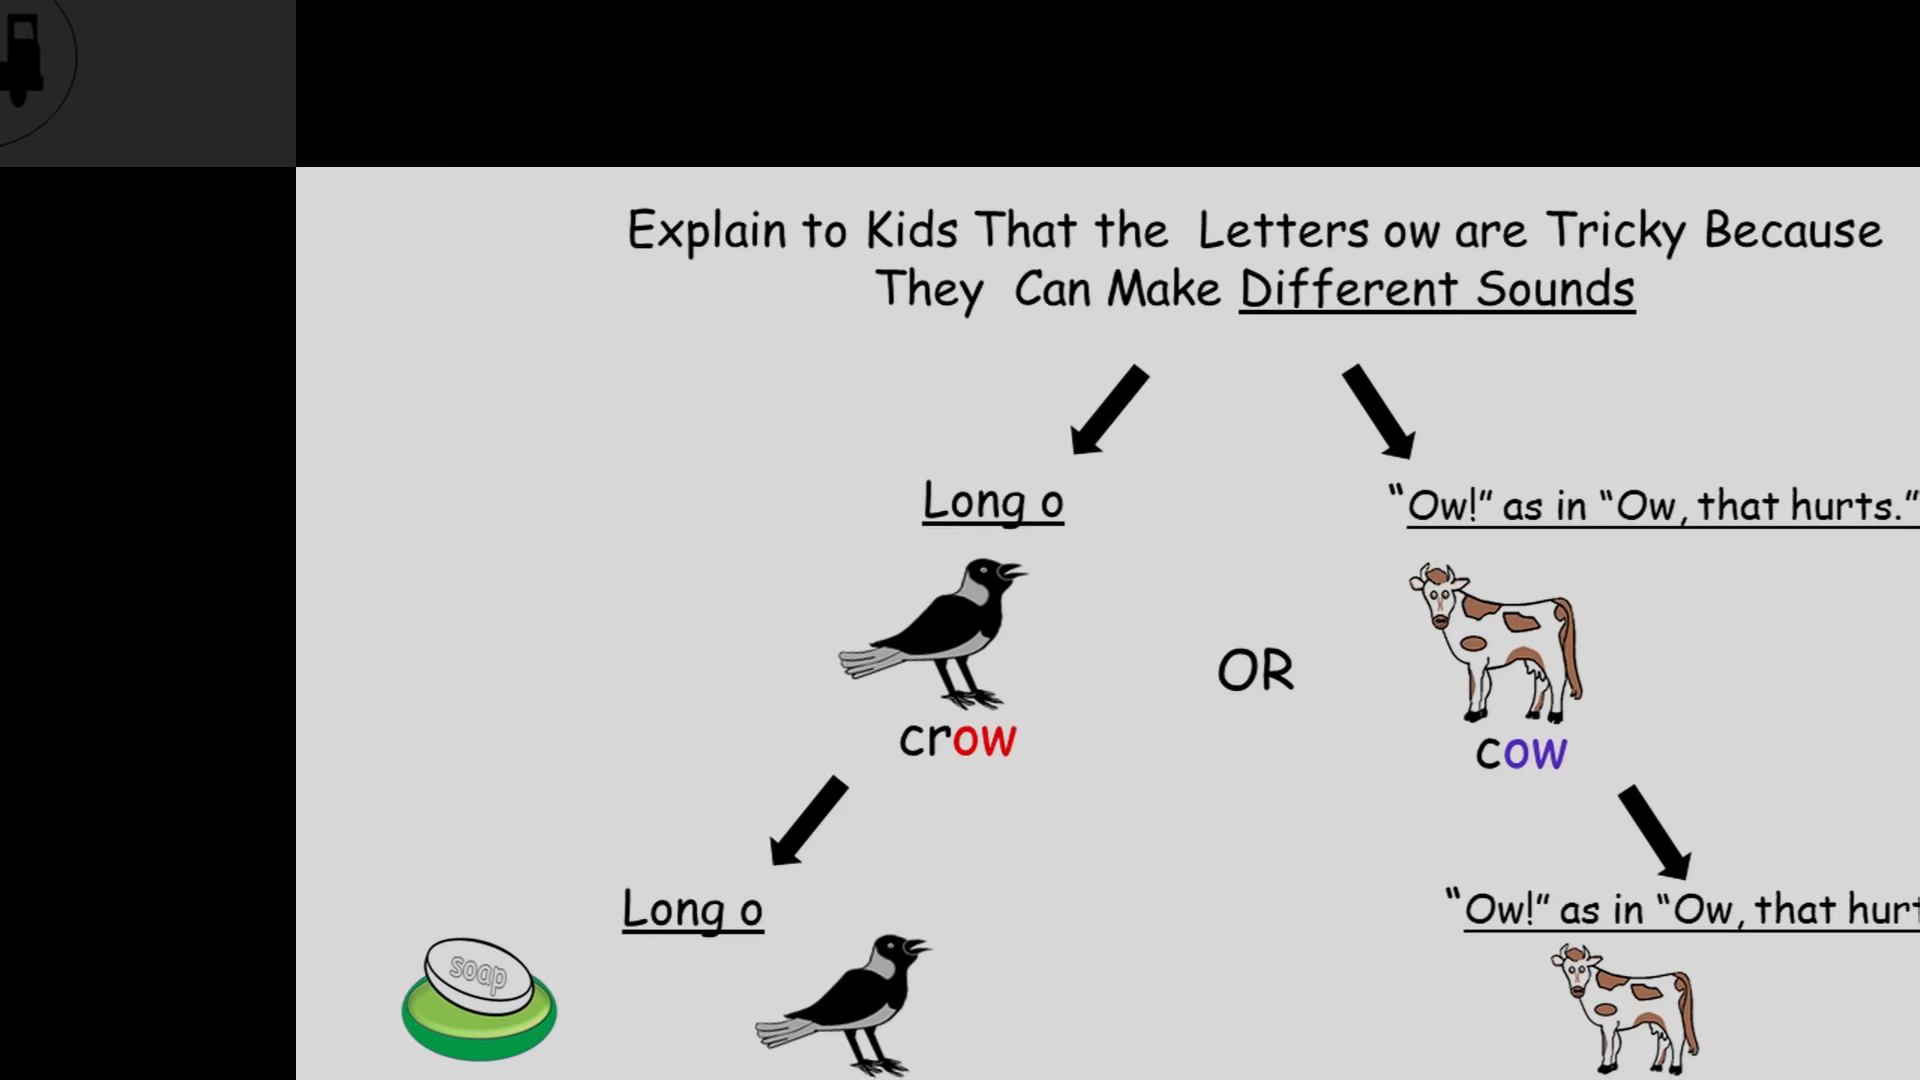 Explain to Kids That the Letters ow are Tricky Because
They Can Make Different Sounds
Long o
“Ow!” as in “Ow, that hurts.”
OR
crow
cow
Long o
“Ow!” as in “Ow, that hurt
soap